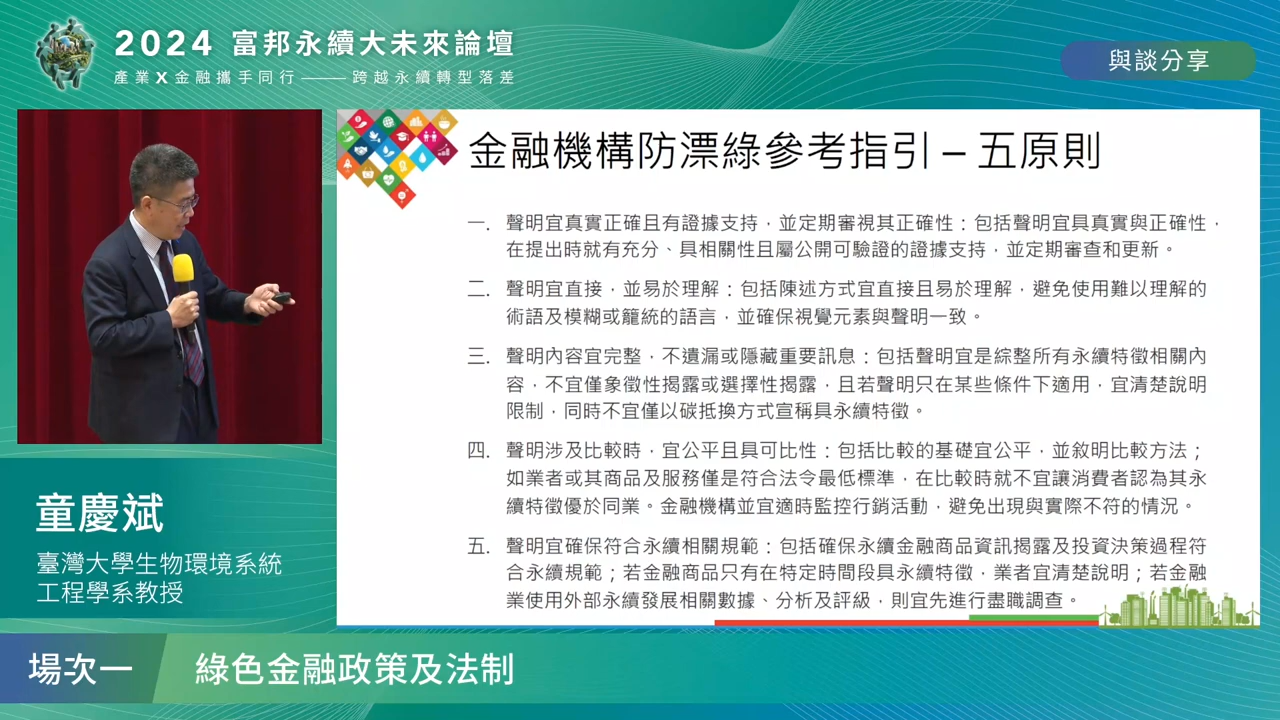 2024 富邦永續大未來論壇
產業X金融攜手同行——跨越永續轉型落差
與談分享
金融機構防漂綠參考指引 – 五原則
一. 聲明宜真實正確且有證據支持，並定期審視其正確性：包括聲明宜具真實與正確性，
在提出時就有充分、具相關性且屬公開可驗證的證據支持，並定期審查和更新。
二. 聲明宜直接，並易於理解：包括陳述方式宜直接且易於理解，避免使用難以理解的
術語及模糊或籠統的語言，並確保視覺元素與聲明一致。
三. 聲明內容宜完整，不遺漏或隱藏重要訊息：包括聲明宜是綜整所有永續特徵相關內
容，不宜僅象徵性揭露或選擇性揭露，且若聲明只在某些條件下適用，宜清楚說明
限制，同時不宜僅以碳抵換方式宣稱具永續特徵。
四. 聲明涉及比較時，宜公平且具可比性：包括比較的基礎宜公平，並敘明比較方法；
如業者或其商品及服務僅是符合法令最低標準，在比較時就不宜讓消費者認為其永
續特徵優於同業。金融機構並宜適時監控行銷活動，避免出現與實際不符的情況。
五. 聲明宜確保符合永續相關規範：包括確保永續金融商品資訊揭露及投資決策過程符
合永續規範；若金融商品只有在特定時間段具永續特徵，業者宜清楚說明；若金融
業使用外部永續發展相關數據、分析及評級，則宜先進行盡職調查。
童慶斌
臺灣大學生物環境系統
工程學系教授
場次一
綠色金融政策及法制